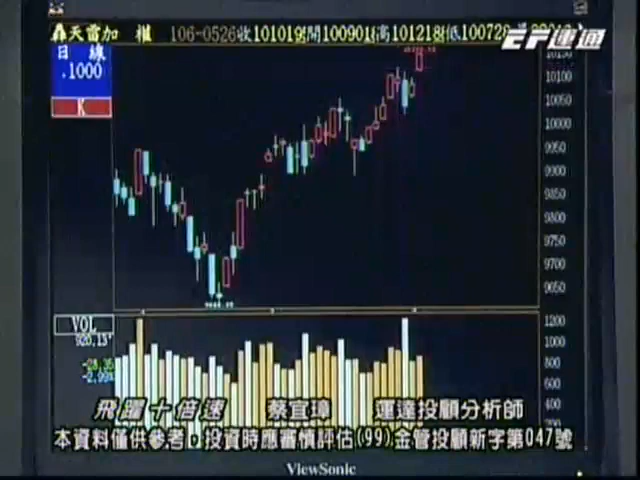 轟天雷加 權 106-0526收10101開10090高10121低10072
EF運通
日 線
.1000
K
10100
10050
10000
9950
9900
9850
9800
9750
9700
9650
VOL
920.13
1200
1000
800
600
400
飛躍十倍速 蔡宜璋 運達投顧分析師
本資料僅供參考，投資時應審慎評估(99)金管投顧新字第047號
ViewSonic